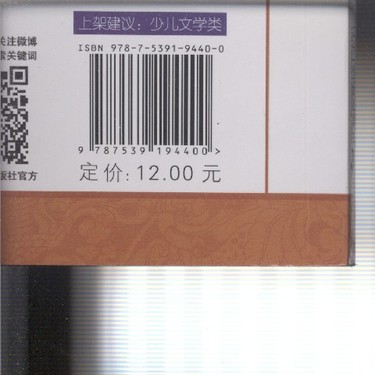 上架建议：少儿文学类
关注微博
索关键词
ISBN 978-7-5391-9440-0
9 787539 194400 >
定价: 12.00 元
版社官方